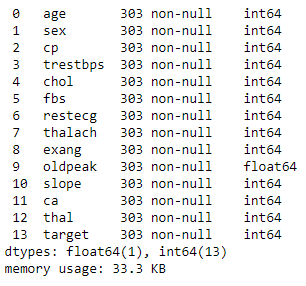 0 age 303 non-null int64
1 sex 303 non-null int64
2 cp 303 non-null int64
3 trestbps 303 non-null int64
4 chol 303 non-null int64
5 fbs 303 non-null int64
6 restecg 303 non-null int64
7 thalach 303 non-null int64
8 exang 303 non-null int64
9 oldpeak 303 non-null float64
10 slope 303 non-null int64
11 ca 303 non-null int64
12 thal 303 non-null int64
13 target 303 non-null int64
dtypes: float64(1), int64(13)
memory usage: 33.3 KB